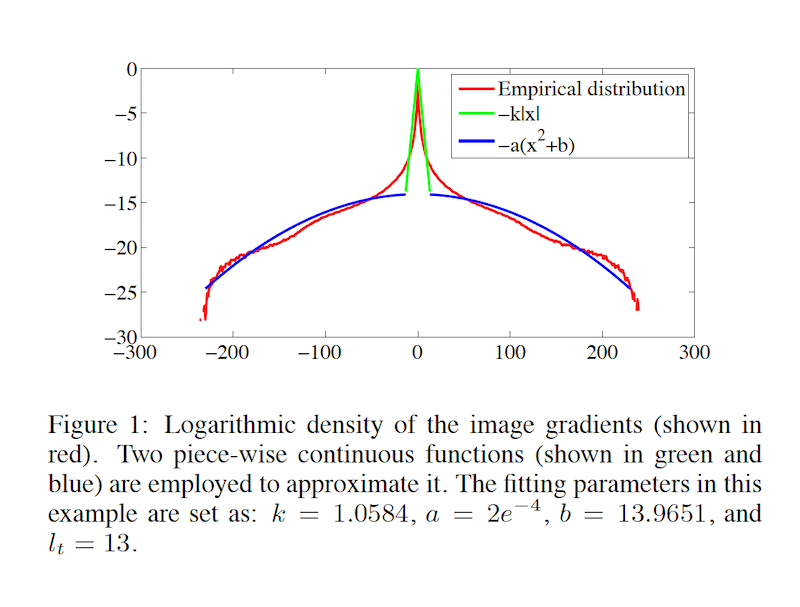 0
−5
−10
−15
−20
−25
−30
−300
−200
−100
0
100
200
300
Empirical distribution
−k|x|
−a(x²+b)
Figure 1: Logarithmic density of the image gradients (shown in
red). Two piece-wise continuous functions (shown in green and
blue) are employed to approximate it. The fitting parameters in this
example are set as: k = 1.0584, a = 2e⁻⁴, b = 13.9651, and
lₜ = 13.